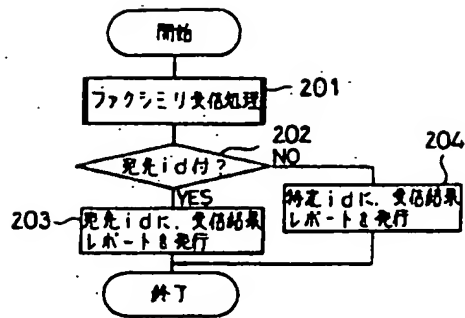 開始
ファクシミリ受信処理
201
202
宛先id付?
NO
204
YES
203
宛先idに、受信結果
レポートを発行
特定idに、受信結果
レポートを発行
終了